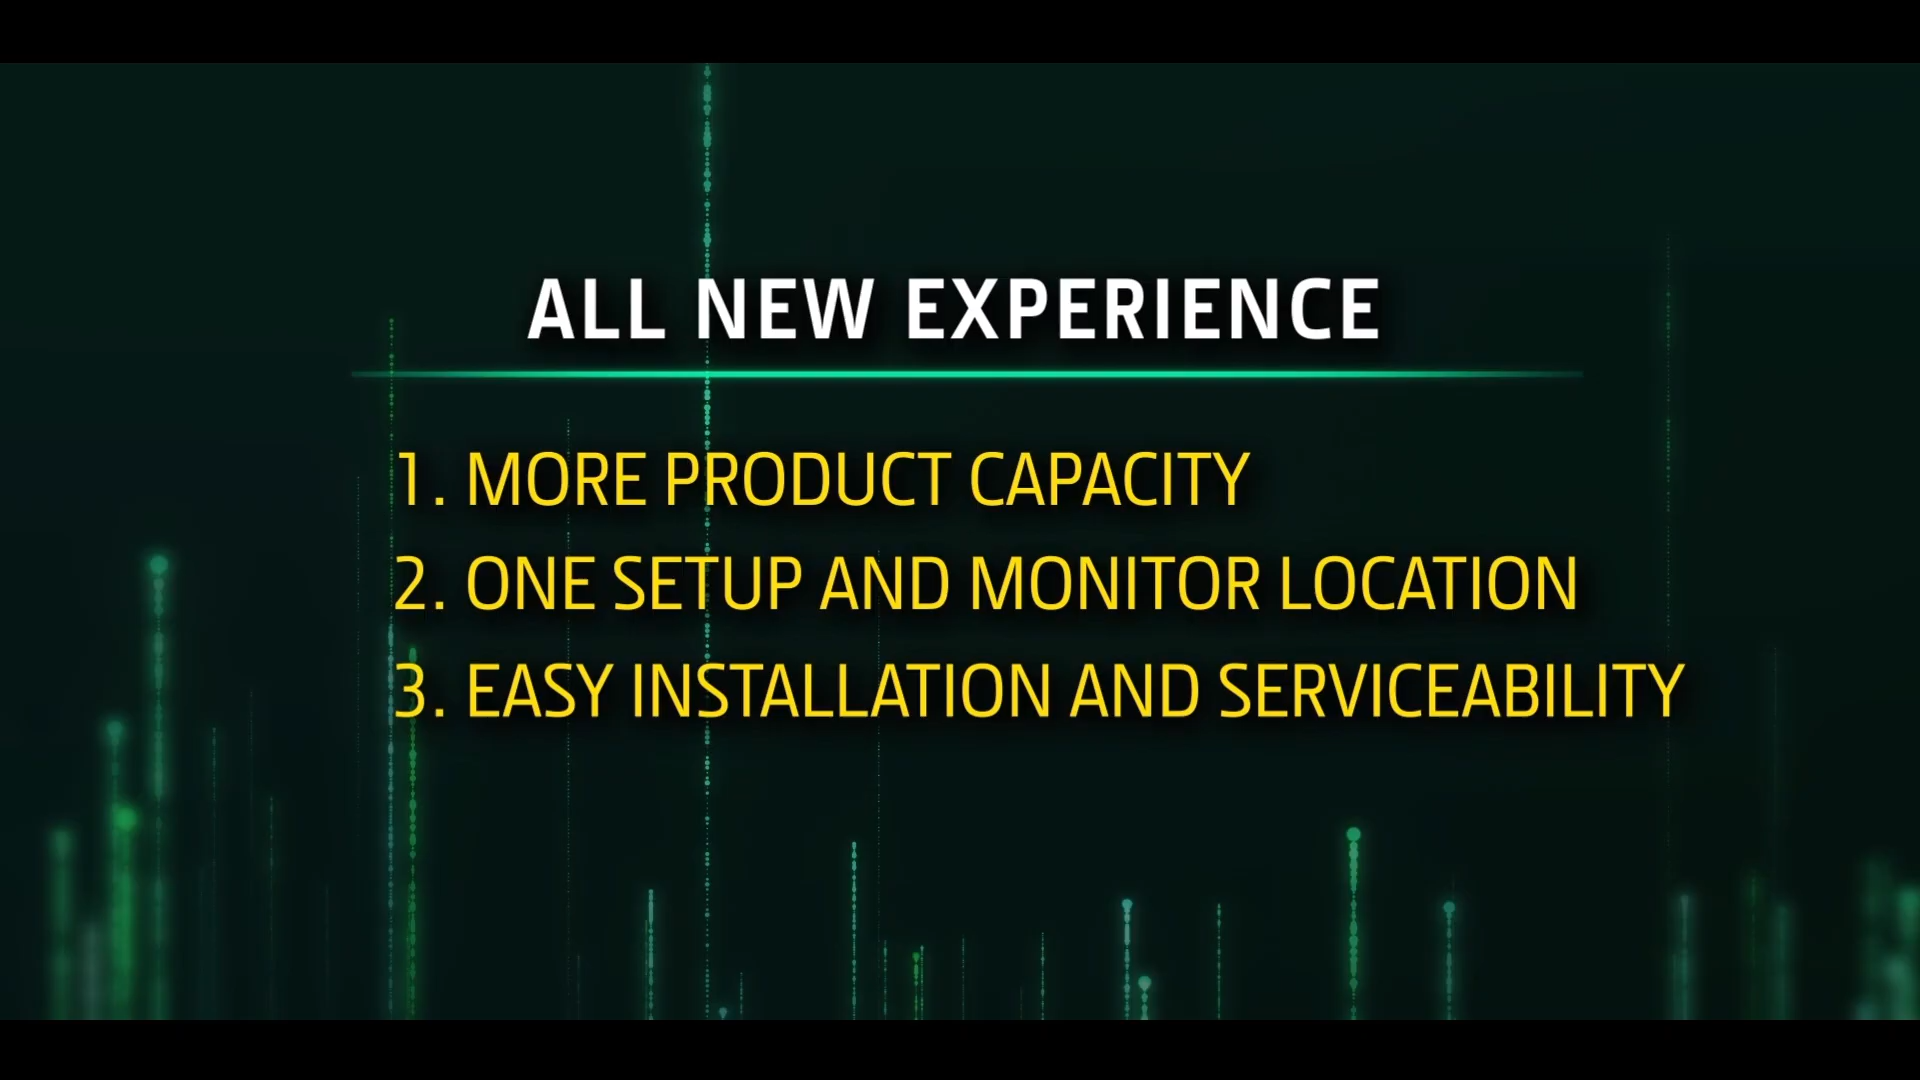 ALL NEW EXPERIENCE
1. MORE PRODUCT CAPACITY
2. ONE SETUP AND MONITOR LOCATION
3. EASY INSTALLATION AND SERVICEABILITY